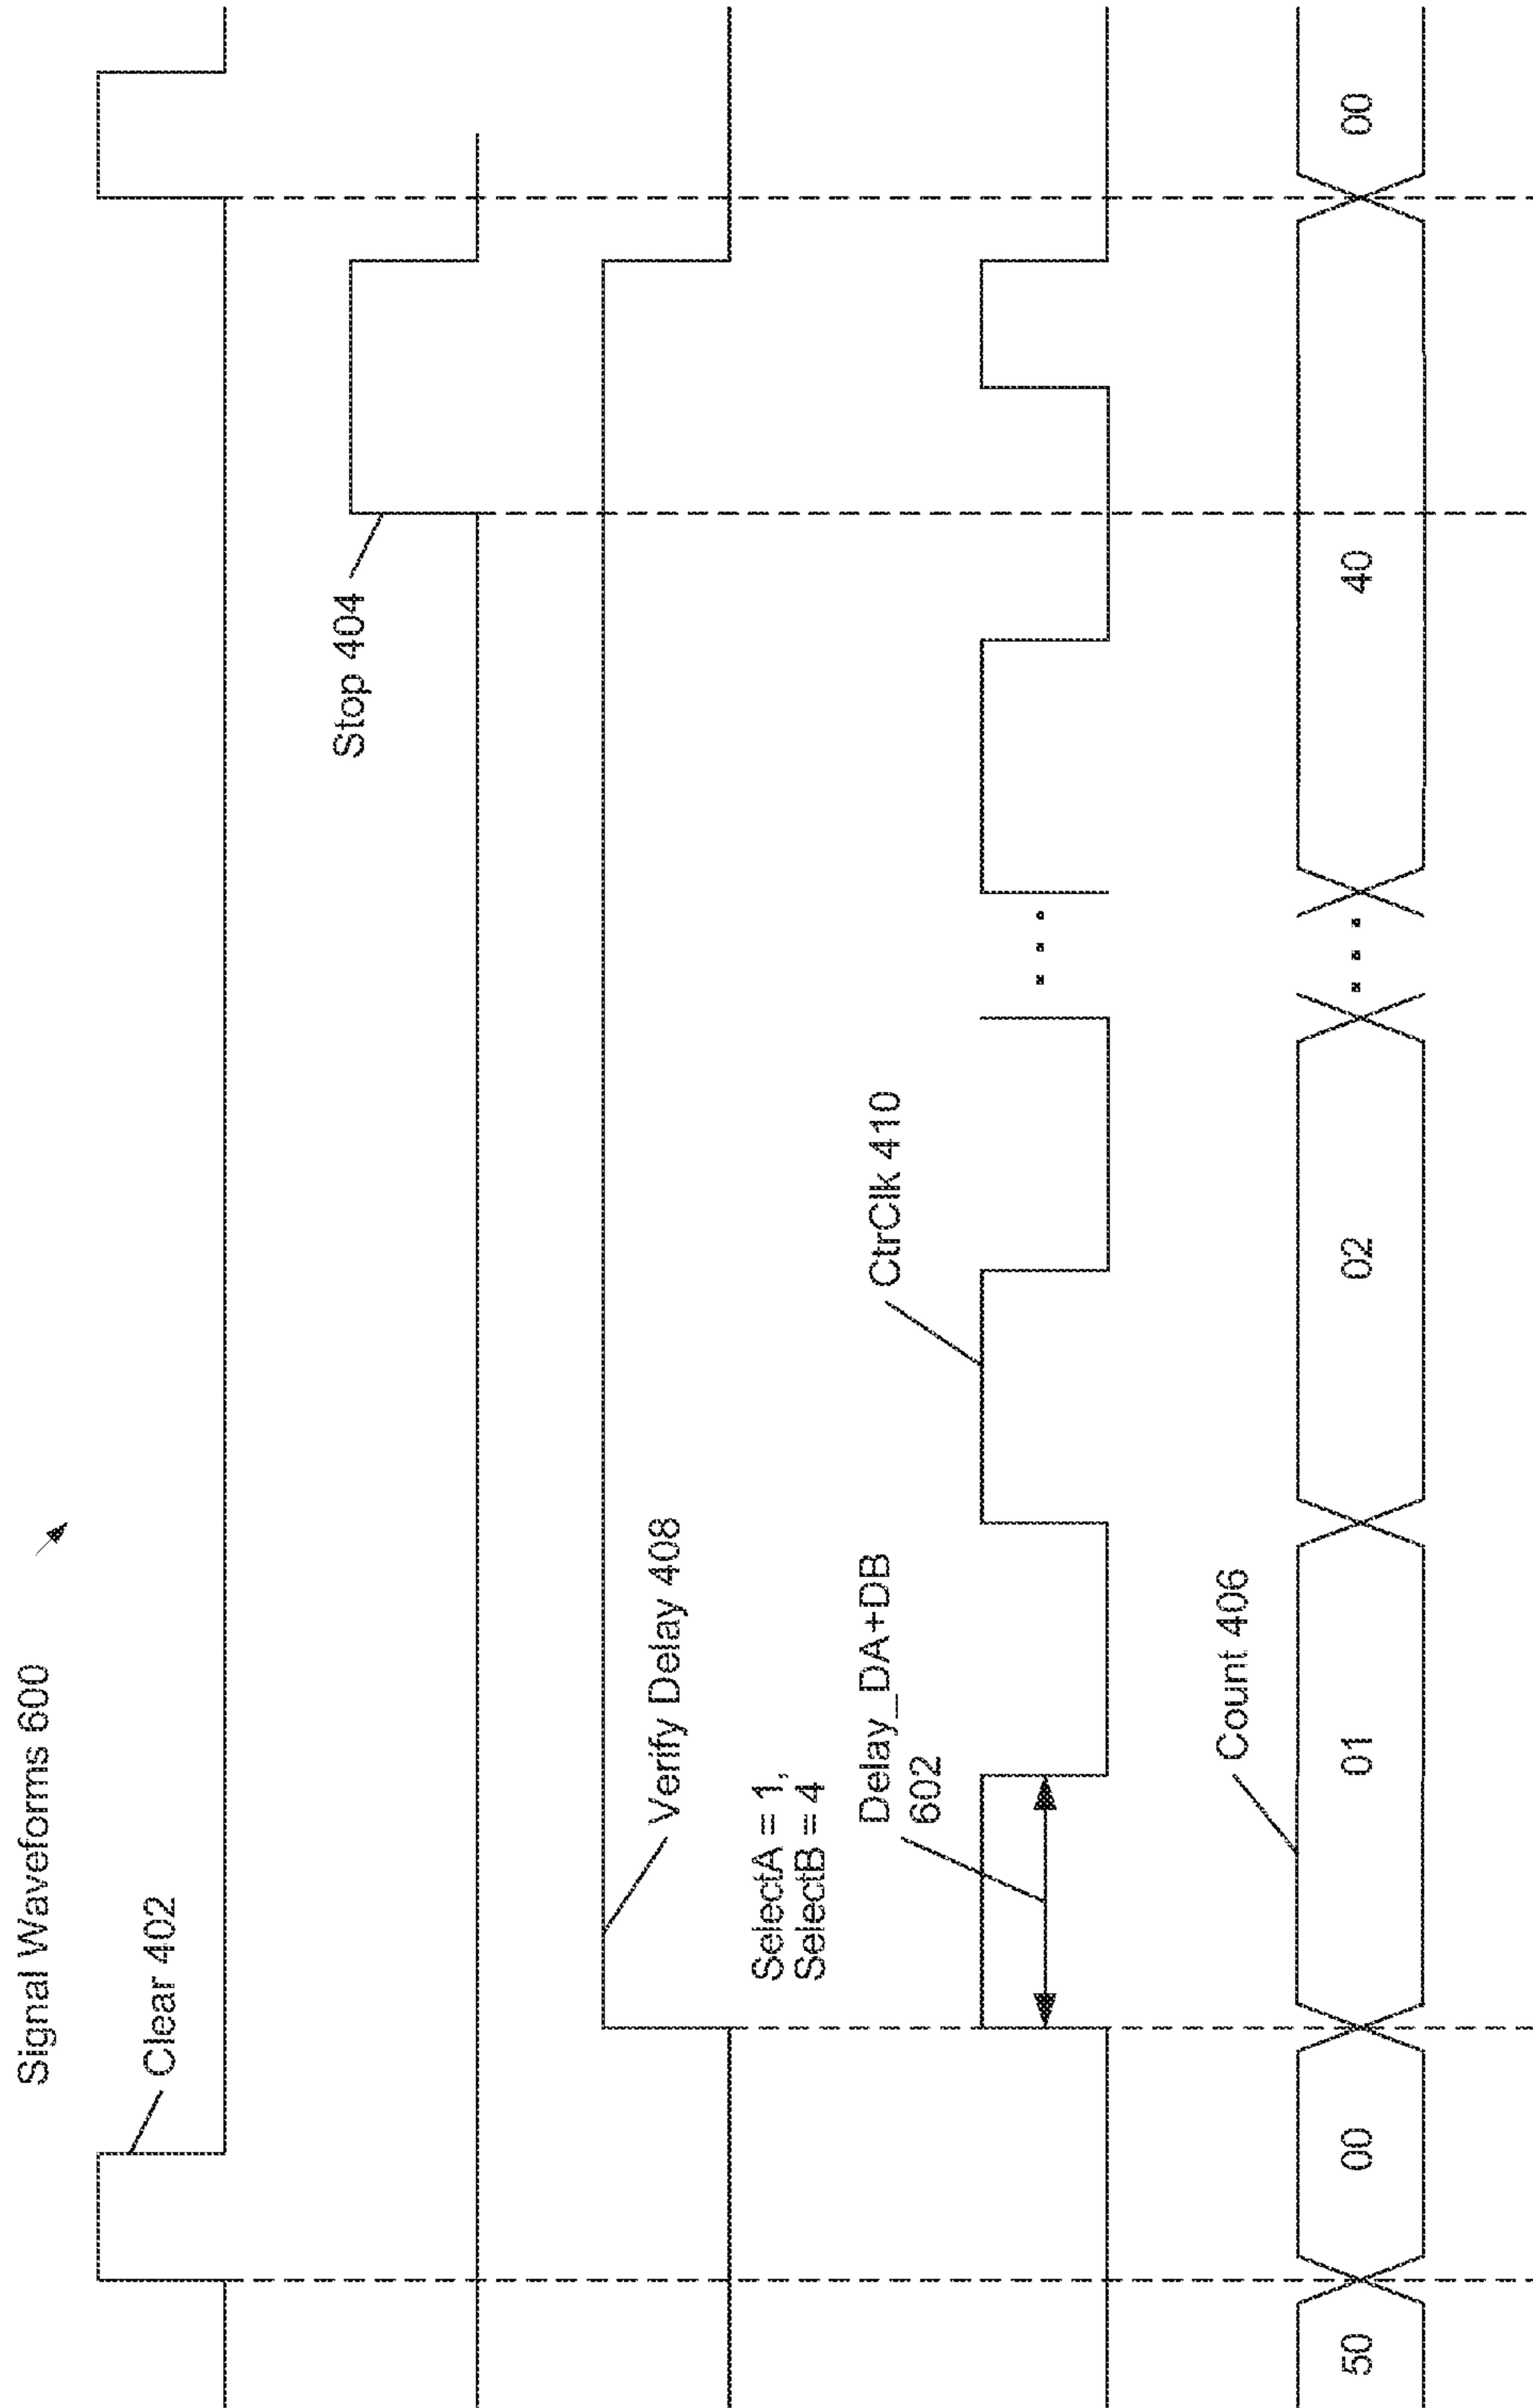 Signal Waveforms 600
Clear 402
Stop 404
Verify Delay 408
SelectA = 1,
SelectB = 4
Delay_DA+DB
602
CtrClk 410
Count 406
50
00
01
02
40
00